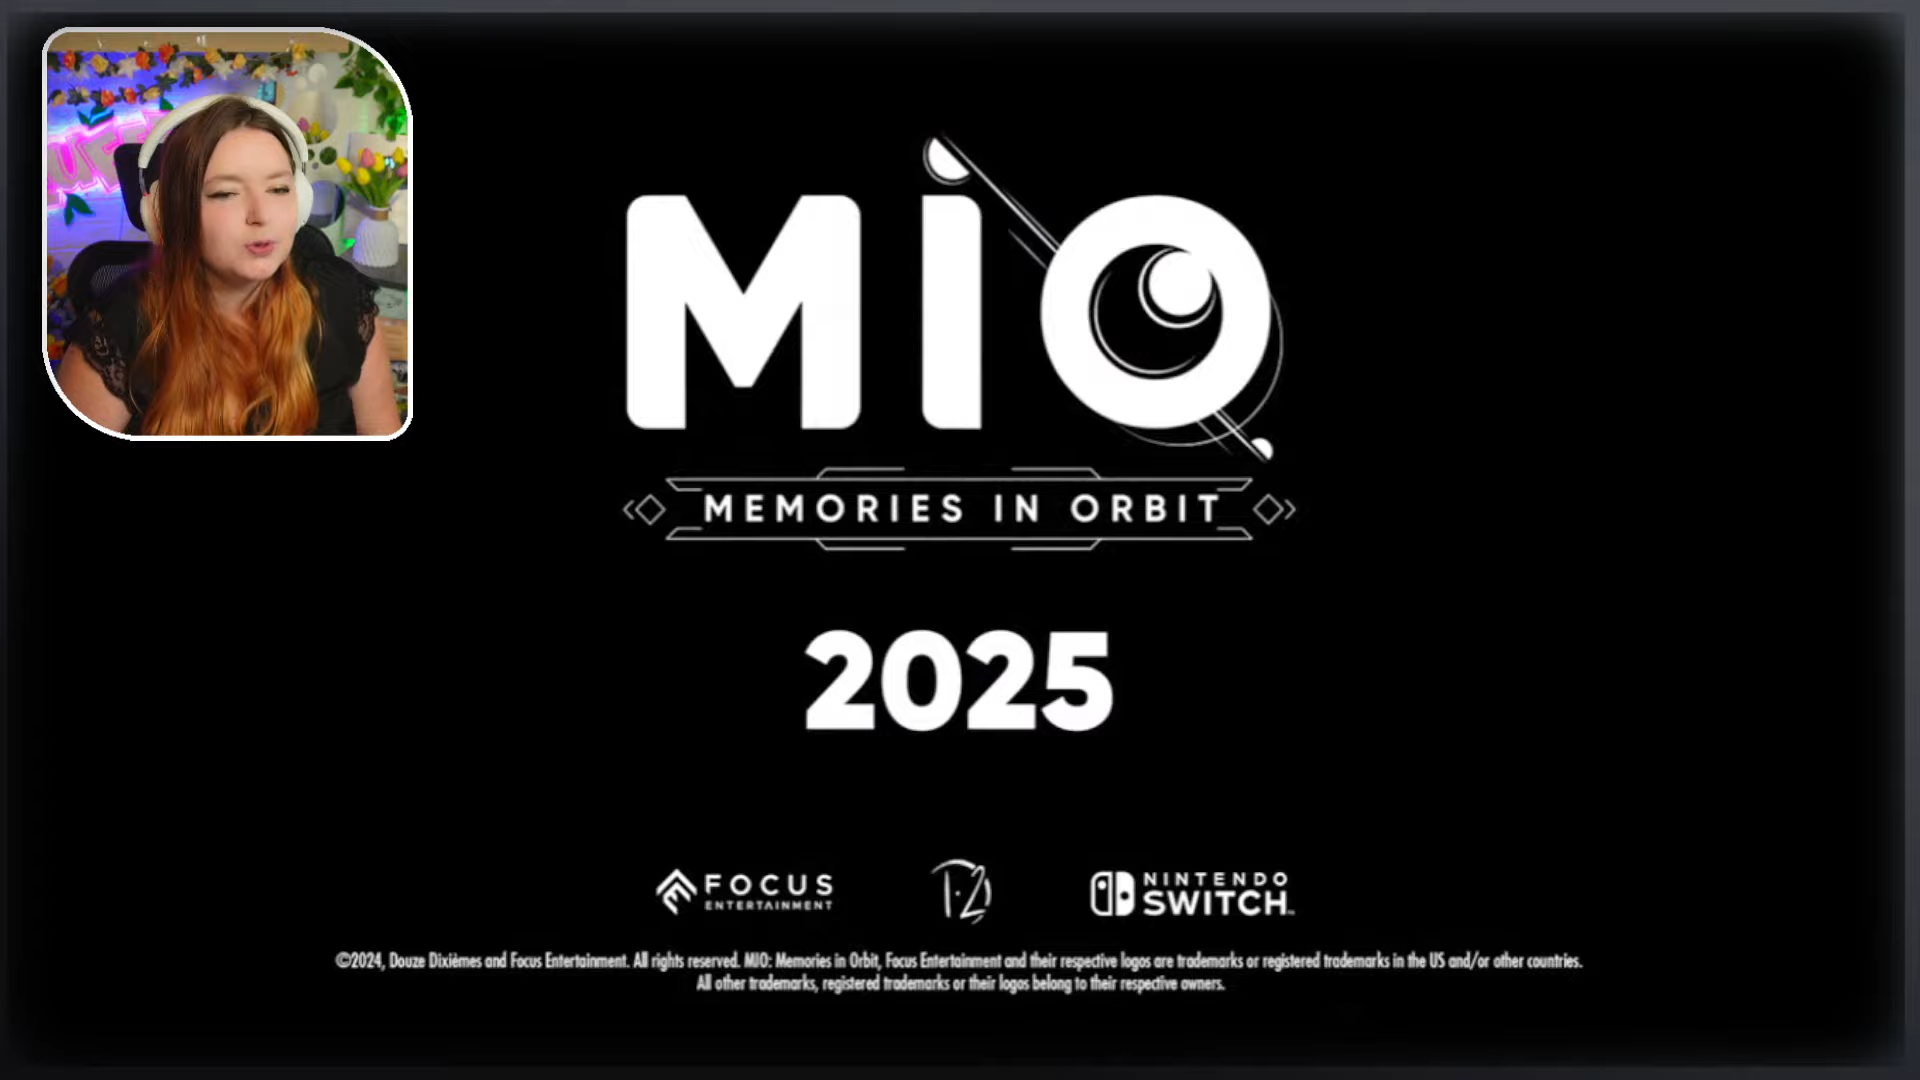 MIO
MEMORIES IN ORBIT
2025
FOCUS
ENTERTAINMENT
NINTENDO
SWITCH
©2024, Douze Dixièmes and Focus Entertainment. All rights reserved. MIO: Memories in Orbit, Focus Entertainment and their respective logos are trademarks or registered trademarks in the US and/or other countries.
All other trademarks, registered trademarks or their logos belong to their respective owners.